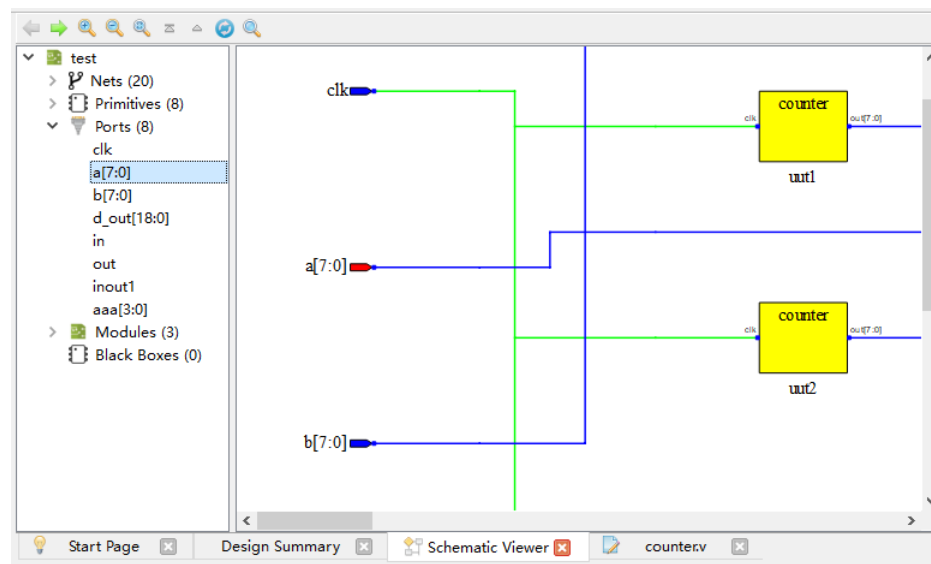 test
Nets (20)
Primitives (8)
Ports (8)
clk
a[7:0]
b[7:0]
d_out[18:0]
in
out
inout1
aaa[3:0]
Modules (3)
Black Boxes (0)
clk
counter
clk
out[7:0]
uut1
a[7:0]
counter
clk
out[7:0]
uut2
b[7:0]
Start Page
Design Summary
Schematic Viewer
counter.v